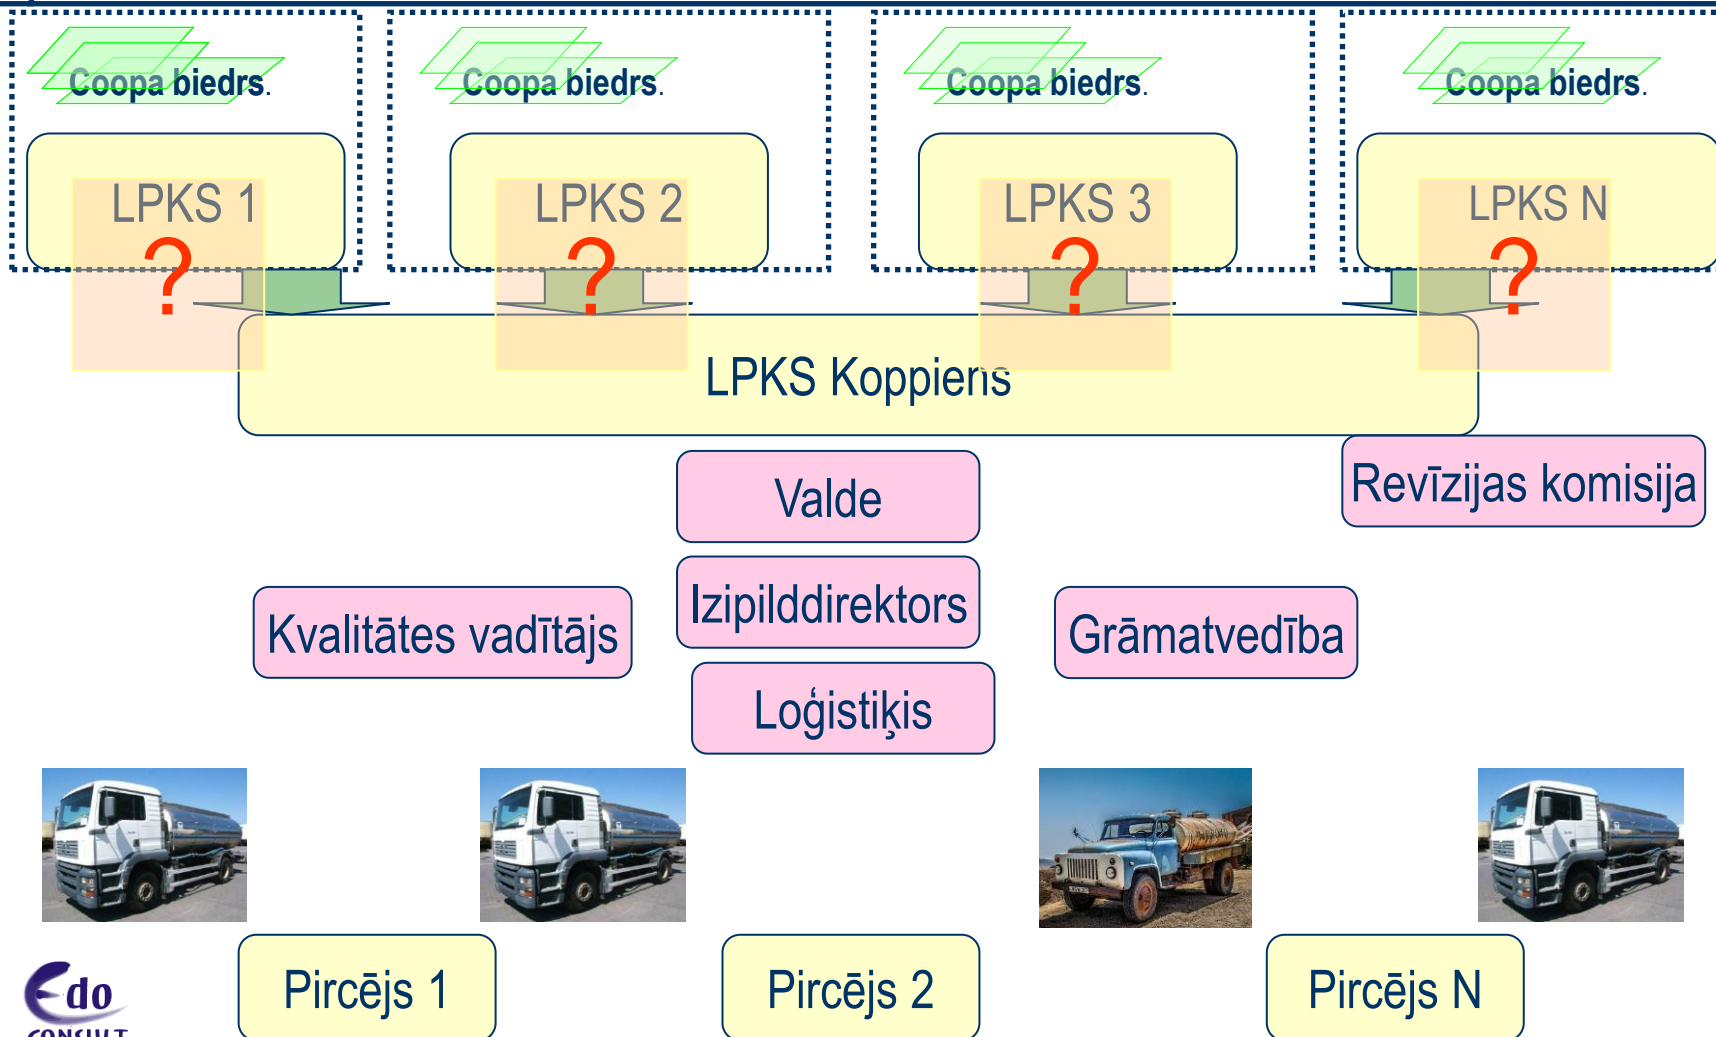 Coopa biedrs.
Coopa biedrs.
Coopa biedrs.
Coopa biedrs.
LPKS 1
LPKS 2
LPKS 3
LPKS N
?
?
?
?
LPKS Koppiens
Valde
Revīzijas komisija
Izipilddirektors
Kvalitātes vadītājs
Grāmatvedība
Loģistiķis
Pircējs 1
Pircējs 2
Pircējs N
Edo
CONSULT